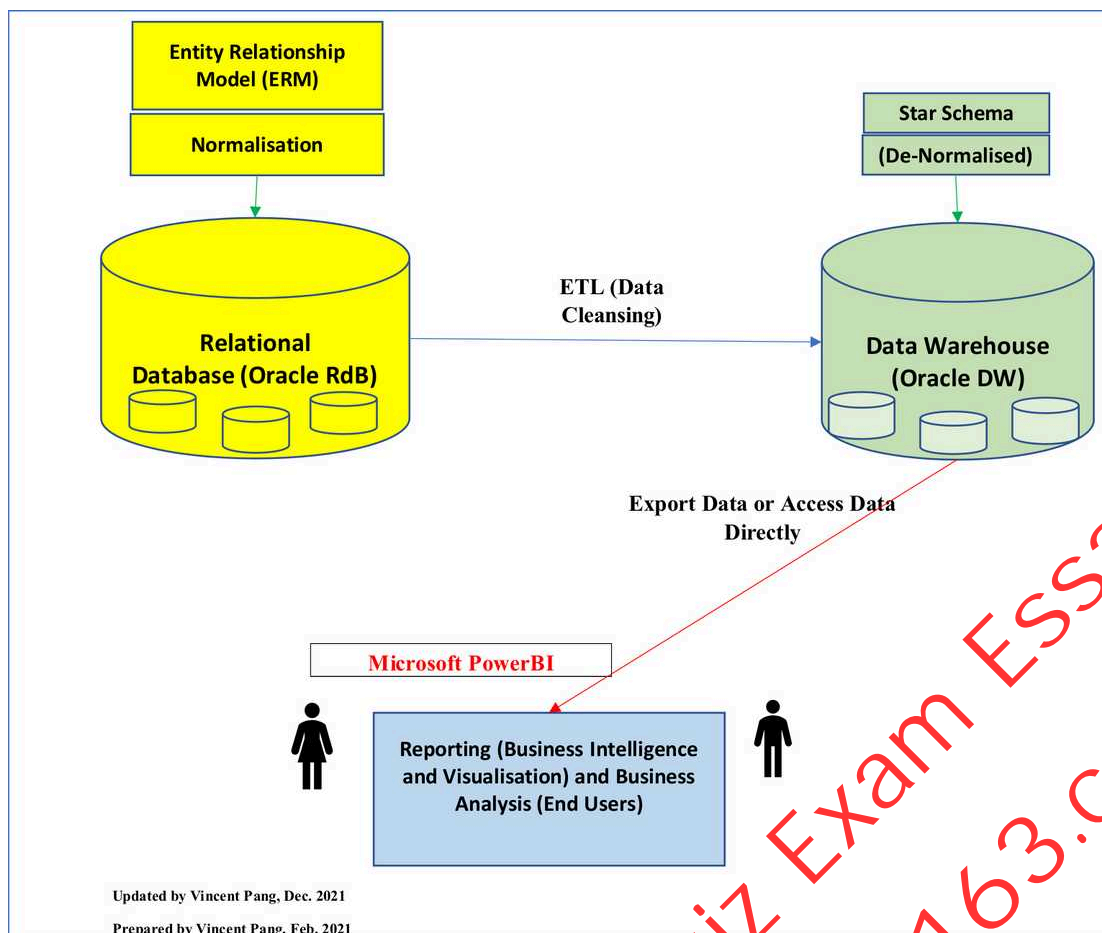 Entity Relationship
Model (ERM)
Normalisation
Star Schema
(De-Normalised)
ETL (Data
Cleansing)
Relational
Database (Oracle RdB)
Data Warehouse
(Oracle DW)
Export Data or Access Data
Directly
Microsoft PowerBI
Reporting (Business Intelligence
and Visualisation) and Business
Analysis (End Users)
Updated by Vincent Pang, Dec. 2021
Prepared by Vincent Pang, Feb. 2021
Exam
163.